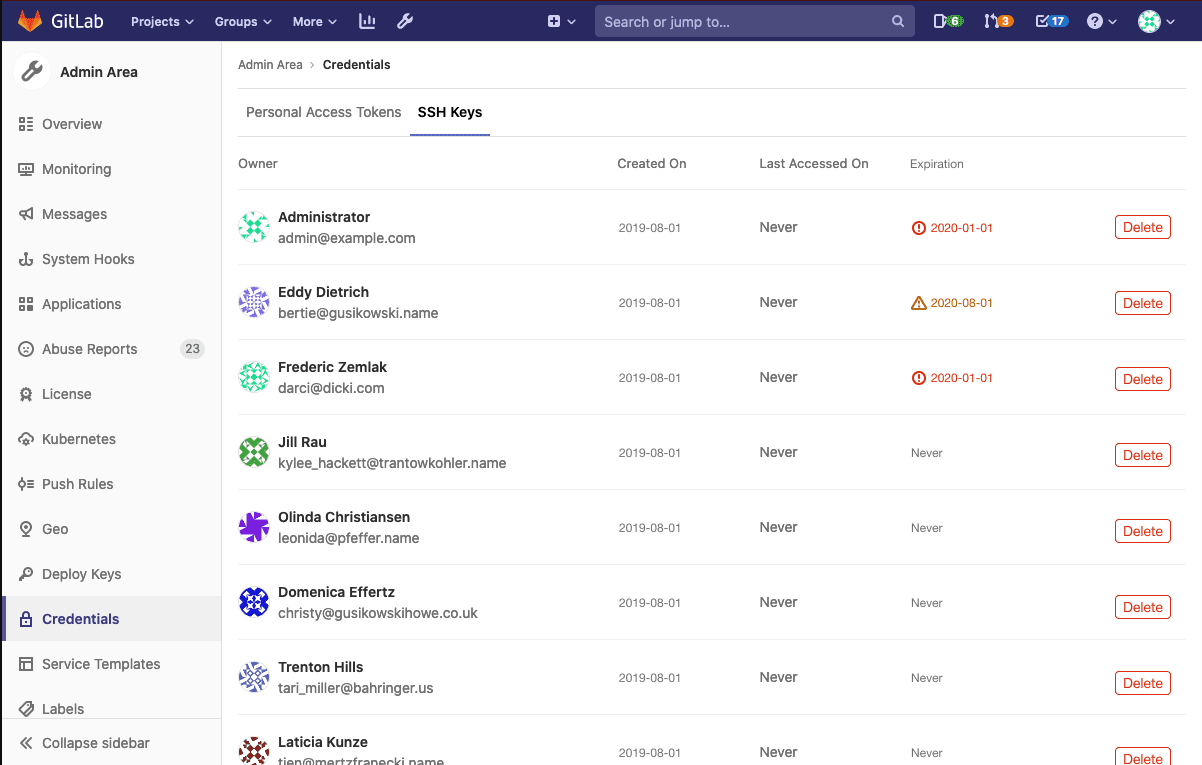 GitLab Projects Groups More Search or jump to... 6 3 17
Admin Area
Overview
Monitoring
Messages
System Hooks
Applications
Abuse Reports 23
License
Kubernetes
Push Rules
Geo
Deploy Keys
Credentials
Service Templates
Labels
Collapse sidebar
Admin Area › Credentials
Personal Access Tokens SSH Keys
Owner Created On Last Accessed On Expiration
Administrator
admin@example.com 2019-08-01 Never 2020-01-01 Delete
Eddy Dietrich
bertie@gusikowski.name 2019-08-01 Never 2020-08-01 Delete
Frederic Zemlak
darci@dicki.com 2019-08-01 Never 2020-01-01 Delete
Jill Rau
kylee_hackett@trantowkohler.name 2019-08-01 Never Never Delete
Olinda Christiansen
leonida@pfeffer.name 2019-08-01 Never Never Delete
Domenica Effertz
christy@gusikowskihowe.co.uk 2019-08-01 Never Never Delete
Trenton Hills
tari_miller@bahringer.us 2019-08-01 Never Never Delete
Laticia Kunze
tien@mertzfranecki.name 2019-08-01 Never Never Delete